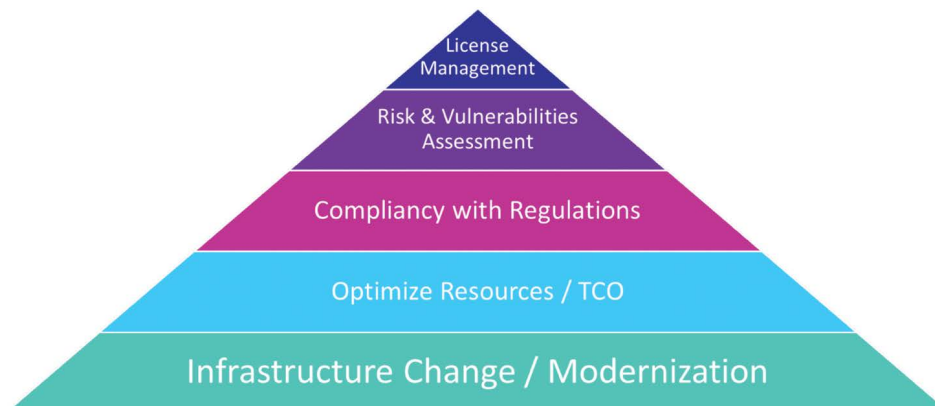 License
Management
Risk & Vulnerabilities
Assessment
Compliancy with Regulations
Optimize Resources / TCO
Infrastructure Change / Modernization